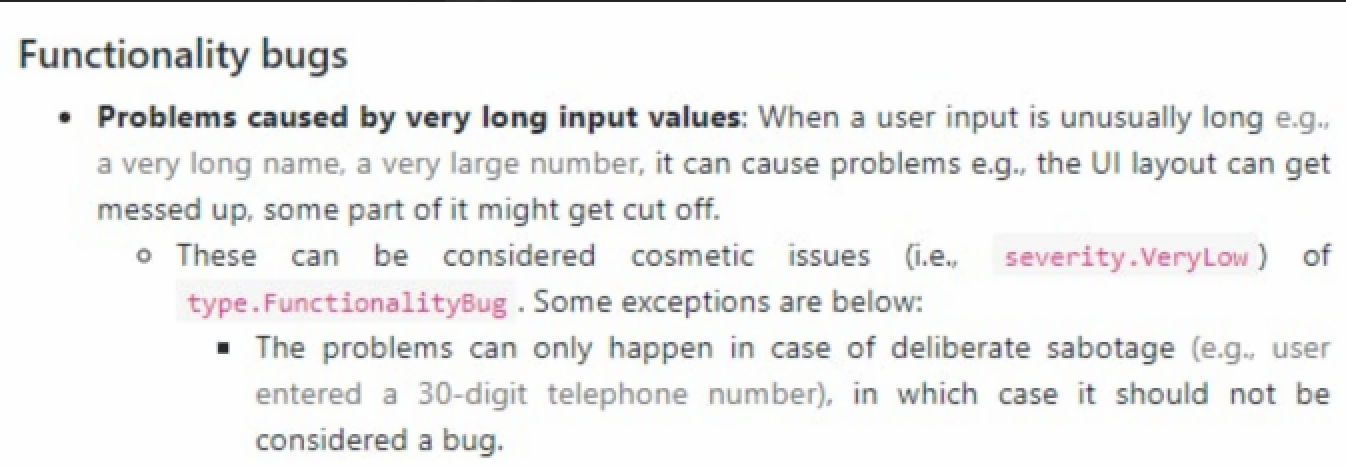 Functionality bugs
• Problems caused by very long input values: When a user input is unusually long e.g.,
a very long name, a very large number, it can cause problems e.g., the UI layout can get
messed up, some part of it might get cut off.
○ These can be considered cosmetic issues (i.e., severity.VeryLow) of
type.FunctionalityBug. Some exceptions are below:
▪ The problems can only happen in case of deliberate sabotage (e.g., user
entered a 30-digit telephone number), in which case it should not be
considered a bug.